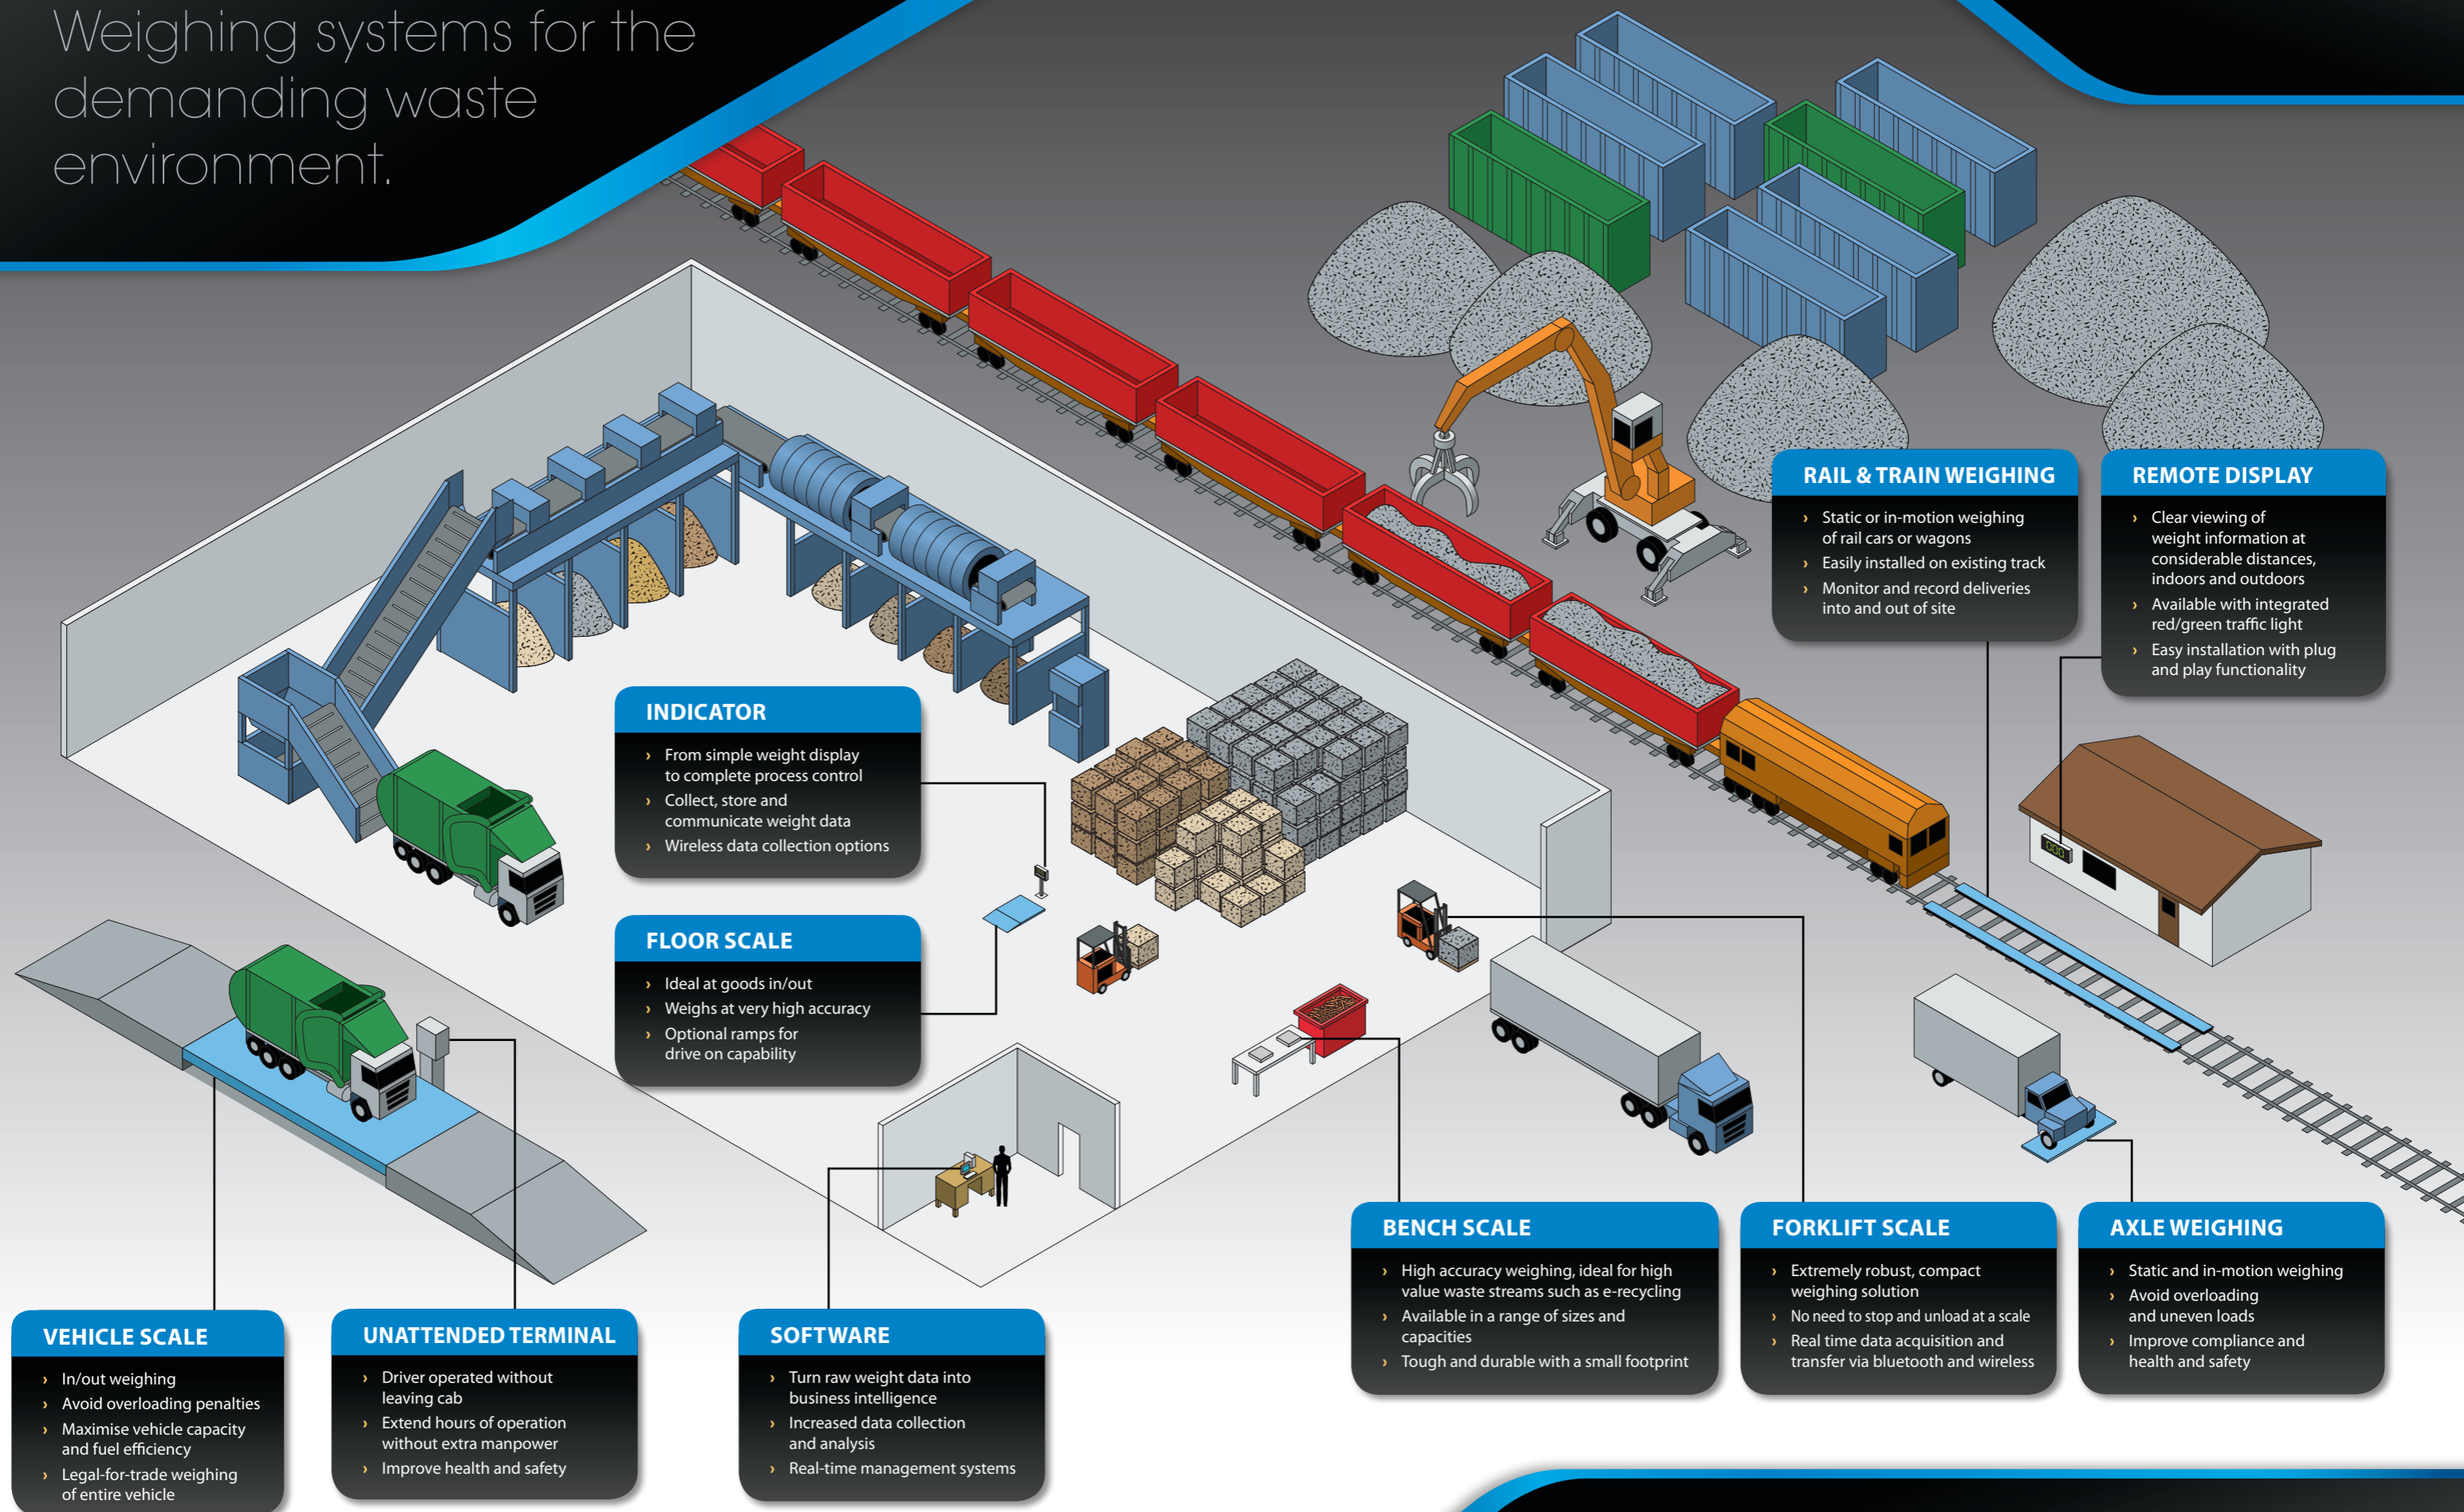 Weighing systems for the
demanding waste
environment.
RAIL & TRAIN WEIGHING
› Static or in-motion weighing
of rail cars or wagons
› Easily installed on existing track
› Monitor and record deliveries
into and out of site
REMOTE DISPLAY
› Clear viewing of
weight information at
considerable distances,
indoors and outdoors
› Available with integrated
red/green traffic light
› Easy installation with plug
and play functionality
INDICATOR
› From simple weight display
to complete process control
› Collect, store and
communicate weight data
› Wireless data collection options
000
FLOOR SCALE
› Ideal at goods in/out
› Weighs at very high accuracy
› Optional ramps for
drive on capability
BENCH SCALE
› High accuracy weighing, ideal for high
value waste streams such as e-recycling
› Available in a range of sizes and
capacities
› Tough and durable with a small footprint
FORKLIFT SCALE
› Extremely robust, compact
weighing solution
› No need to stop and unload at a scale
› Real time data acquisition and
transfer via bluetooth and wireless
AXLE WEIGHING
› Static and in-motion weighing
› Avoid overloading
and uneven loads
› Improve compliance and
health and safety
VEHICLE SCALE
› In/out weighing
› Avoid overloading penalties
› Maximise vehicle capacity
and fuel efficiency
› Legal-for-trade weighing
of entire vehicle
UNATTENDED TERMINAL
› Driver operated without
leaving cab
› Extend hours of operation
without extra manpower
› Improve health and safety
SOFTWARE
› Turn raw weight data into
business intelligence
› Increased data collection
and analysis
› Real-time management systems